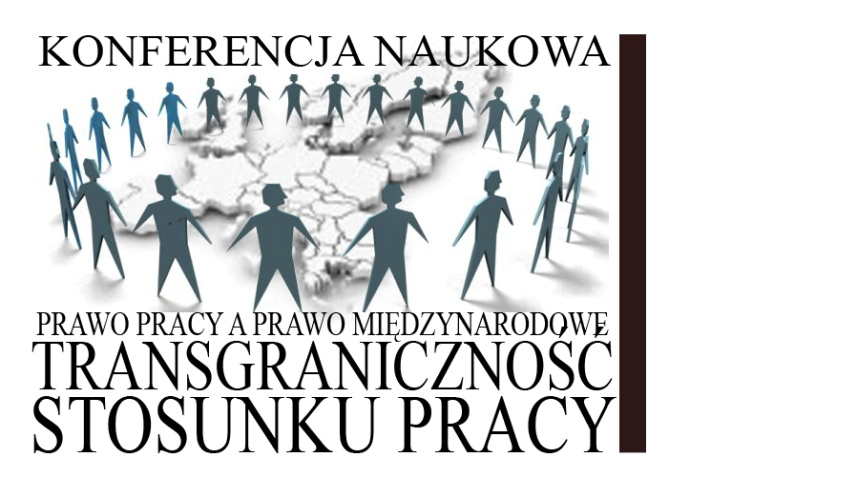 KONFERENCJA NAUKOWA
PRAWO PRACY A PRAWO MIĘDZYNARODOWE
TRANSGRANICZNOŚĆ
STOSUNKU PRACY